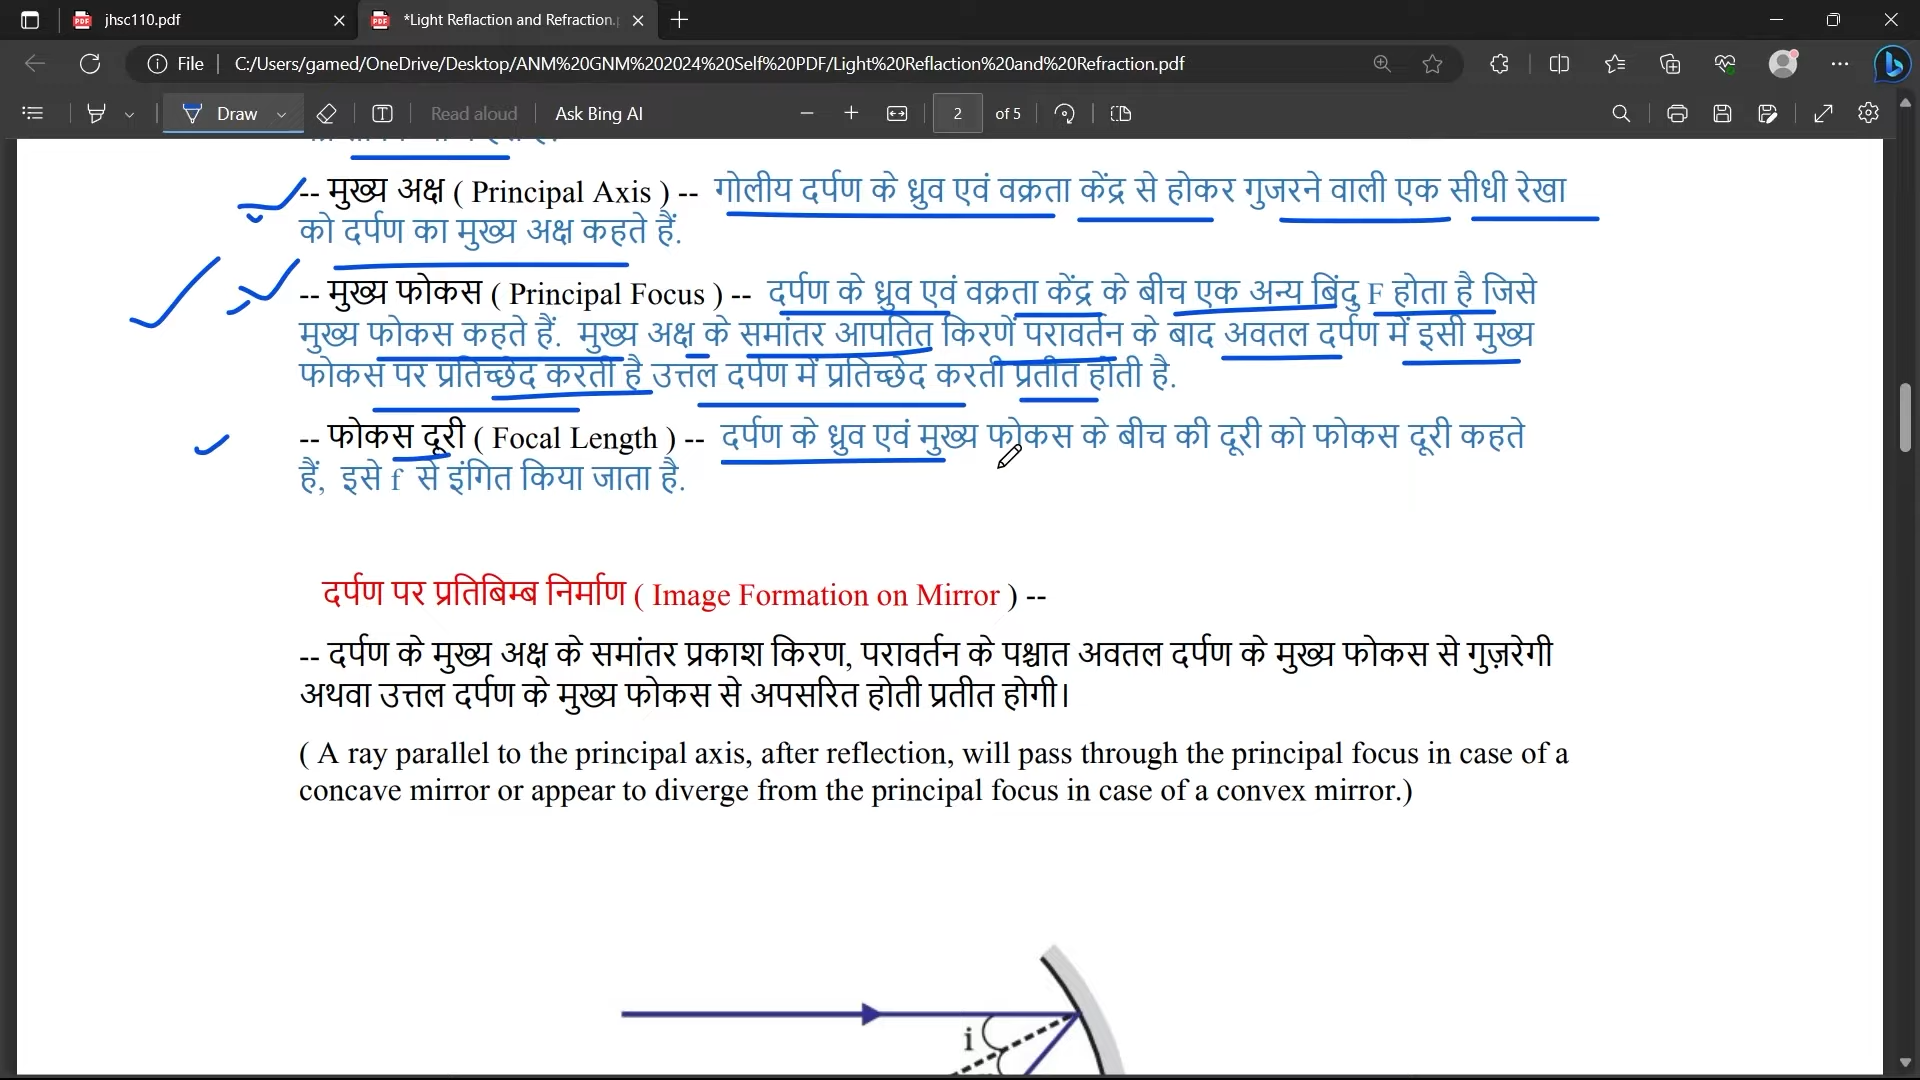 jhsc110.pdf
*Light Reflaction and Refraction.
File
C:/Users/gamed/OneDrive/Desktop/ANM%20GNM%202024%20Self%20PDF/Light%20Reflaction%20and%20Refraction.pdf
Draw
Read aloud
Ask Bing AI
2 of 5
-- मुख्य अक्ष ( Principal Axis ) -- गोलीय दर्पण के ध्रुव एवं वक्रता केंद्र से होकर गुजरने वाली एक सीधी रेखा
को दर्पण का मुख्य अक्ष कहते हैं.
-- मुख्य फोकस ( Principal Focus ) -- दर्पण के ध्रुव एवं वक्रता केंद्र के बीच एक अन्य बिंदु F होता है जिसे
मुख्य फोकस कहते हैं. मुख्य अक्ष के समांतर आपतित किरणें परावर्तन के बाद अवतल दर्पण में इसी मुख्य
फोकस पर प्रतिच्छेद करती है उत्तल दर्पण में प्रतिच्छेद करती प्रतीत होती है.
-- फोकस दूरी ( Focal Length ) -- दर्पण के ध्रुव एवं मुख्य फोकस के बीच की दूरी को फोकस दूरी कहते
हैं, इसे f से इंगित किया जाता है.
दर्पण पर प्रतिबिम्ब निर्माण ( Image Formation on Mirror ) --
-- दर्पण के मुख्य अक्ष के समांतर प्रकाश किरण, परावर्तन के पश्चात अवतल दर्पण के मुख्य फोकस से गुज़रेगी
अथवा उत्तल दर्पण के मुख्य फोकस से अपसरित होती प्रतीत होगी।
( A ray parallel to the principal axis, after reflection, will pass through the principal focus in case of a
concave mirror or appear to diverge from the principal focus in case of a convex mirror.)
i